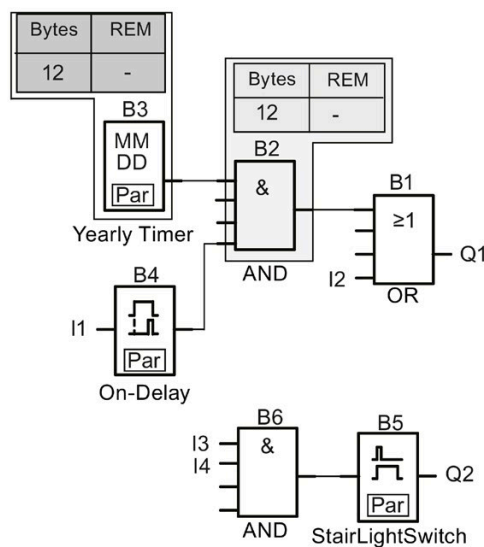 Bytes REM
12 -
Bytes REM
12 -
B3
MM
DD
Par
Yearly Timer
B2
&
AND
B1
≥1
I2
Q1
OR
B4
I1
Par
On-Delay
B6
I3
I4
&
AND
B5
Par
Q2
StairLightSwitch